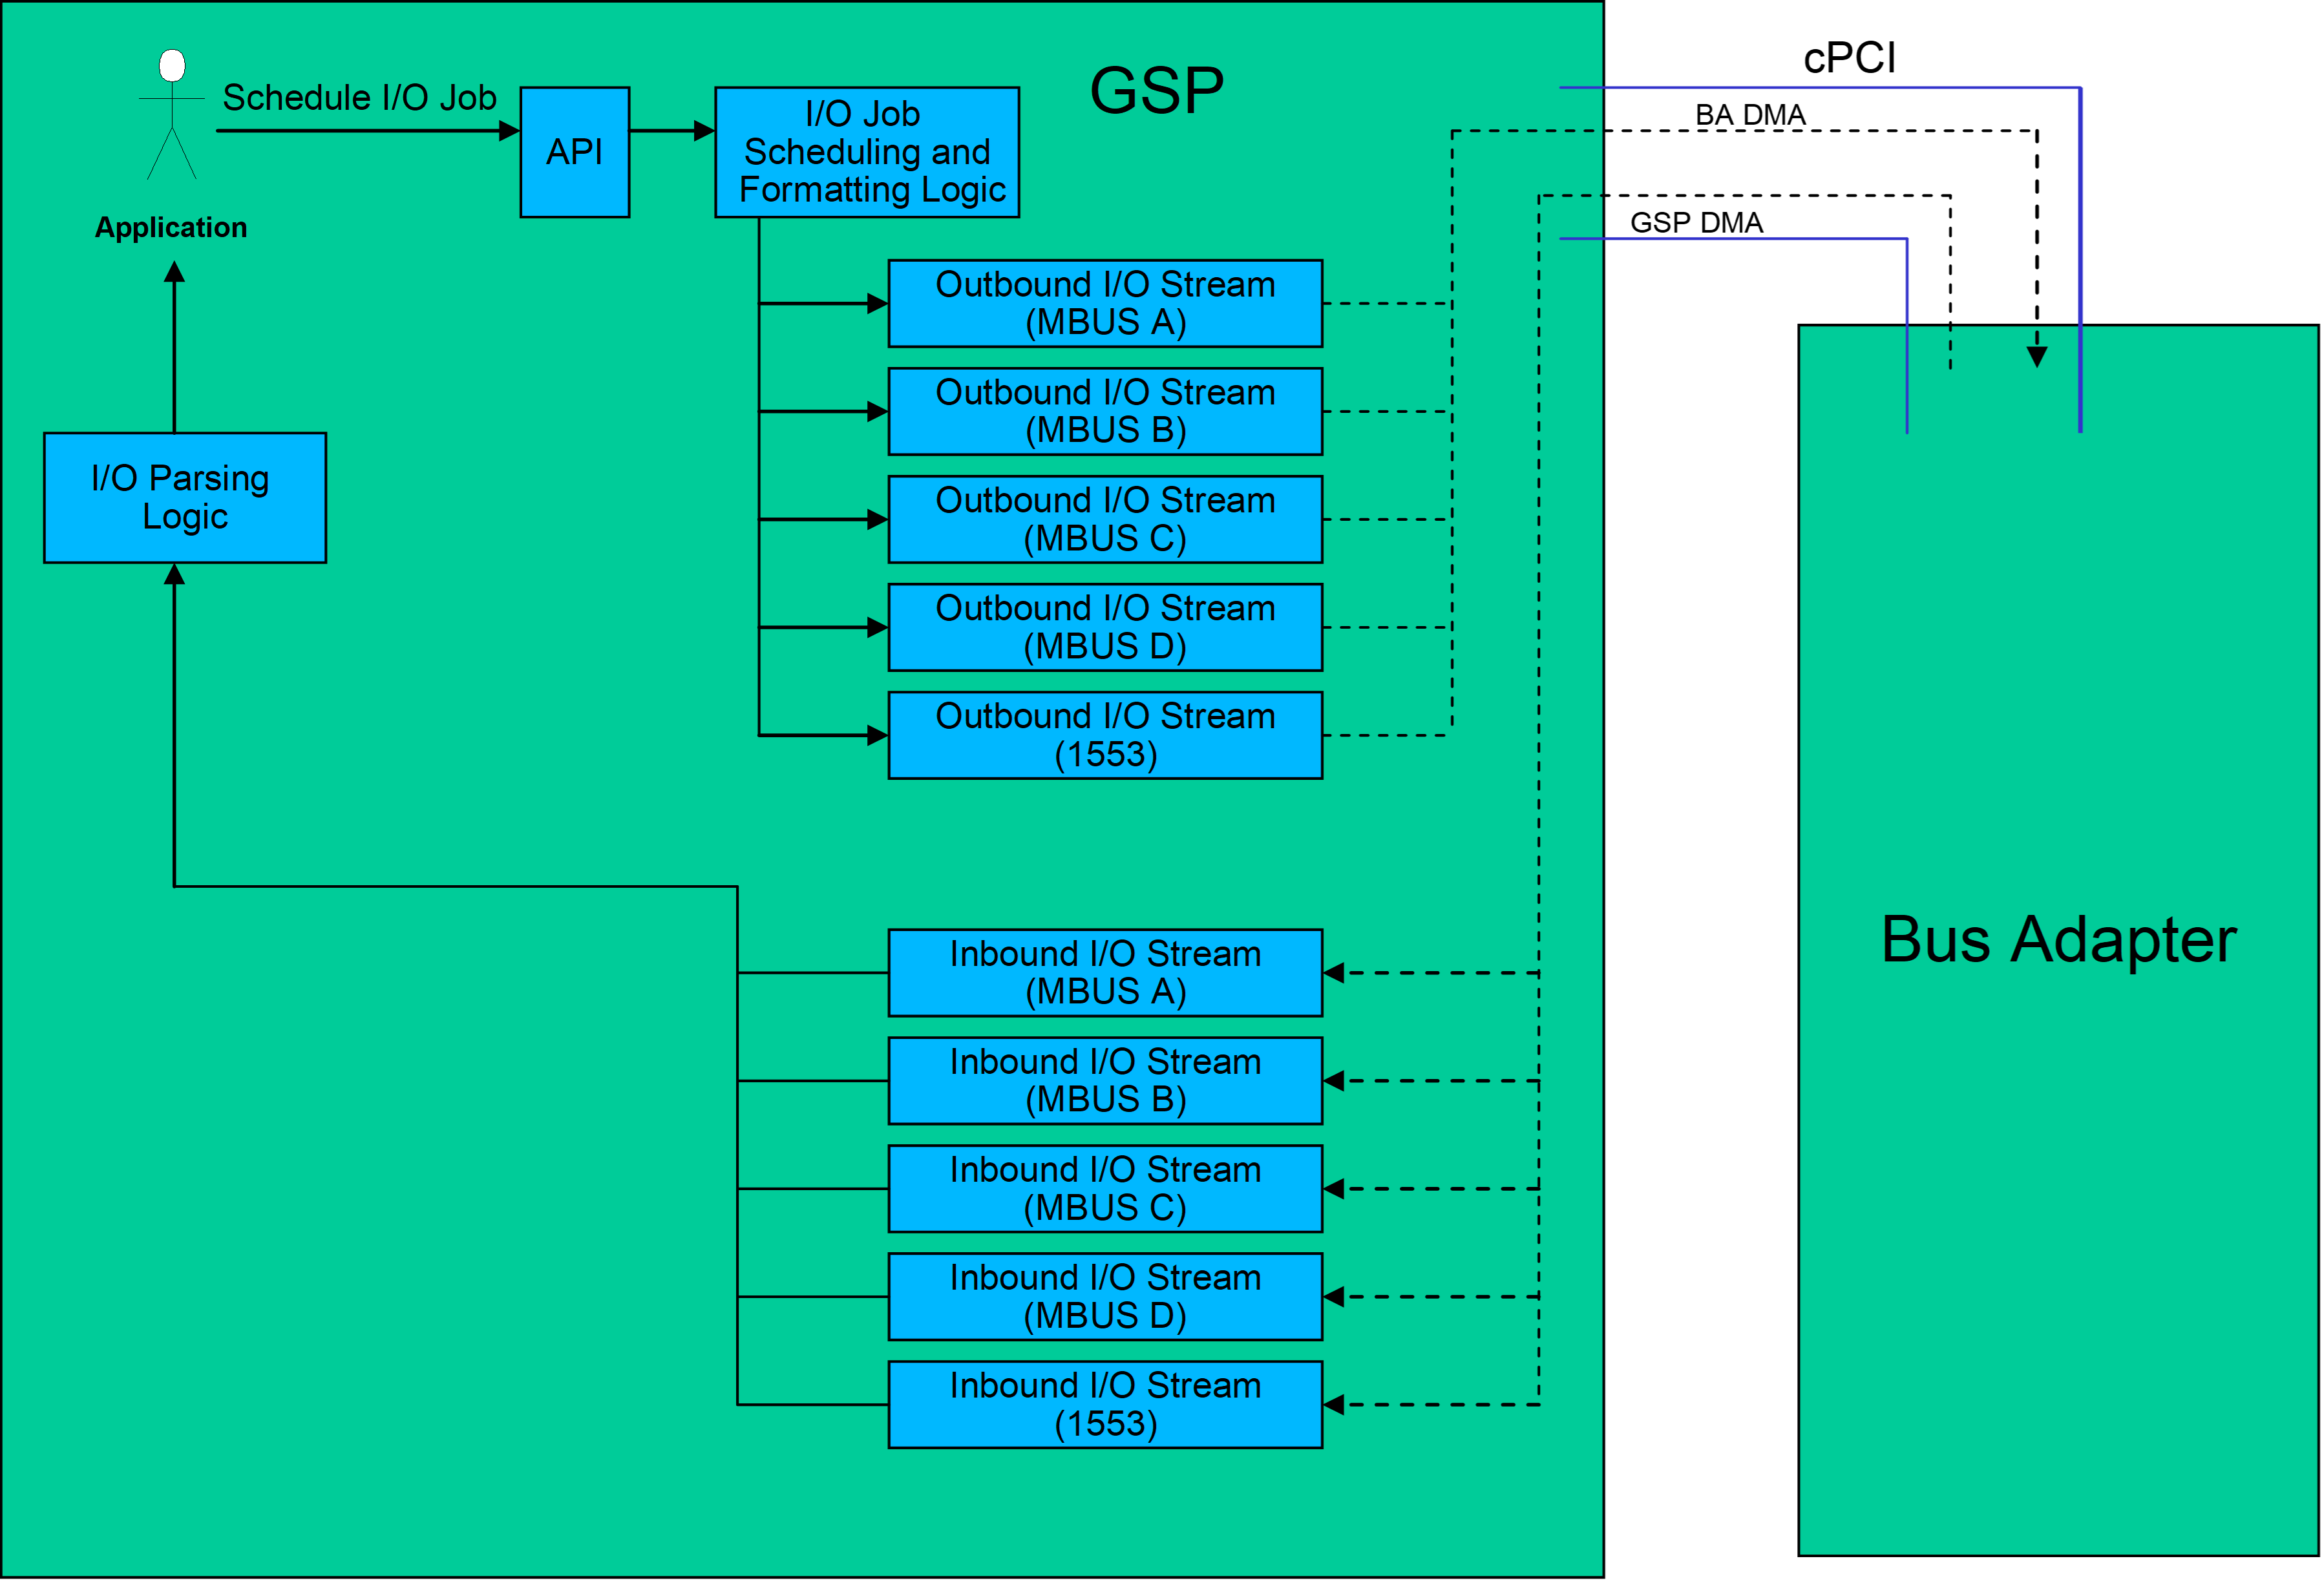 GSP
cPCI
Schedule I/O Job
API
I/O Job
Scheduling and
Formatting Logic
BA DMA
Application
GSP DMA
Outbound I/O Stream
(MBUS A)
Outbound I/O Stream
(MBUS B)
I/O Parsing
Logic
Outbound I/O Stream
(MBUS C)
Outbound I/O Stream
(MBUS D)
Outbound I/O Stream
(1553)
Bus Adapter
Inbound I/O Stream
(MBUS A)
Inbound I/O Stream
(MBUS B)
Inbound I/O Stream
(MBUS C)
Inbound I/O Stream
(MBUS D)
Inbound I/O Stream
(1553)